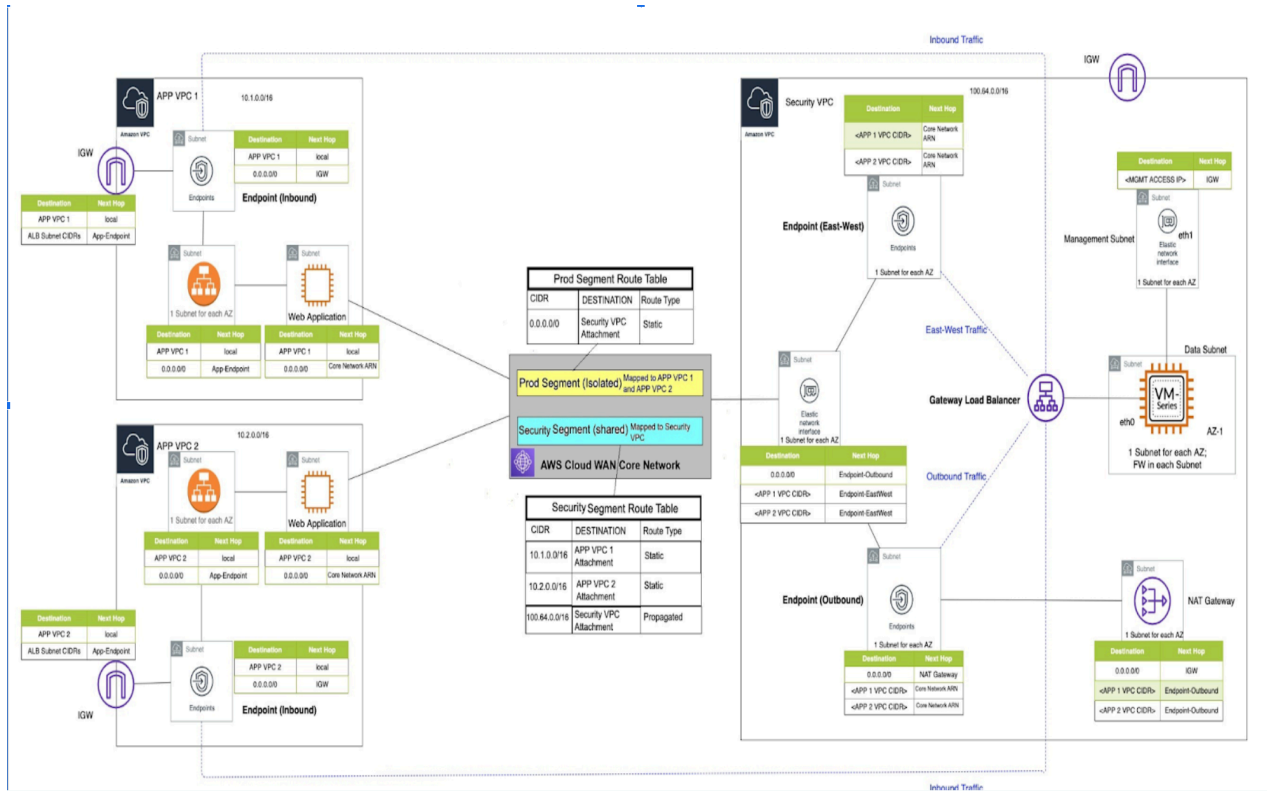 Inbound Traffic
IGW
APP VPC 1
10.1.0.0/16
Amazon VPC
IGW
Subnet
Endpoints
Destination Next Hop
APP VPC 1 local
0.0.0.0/0 IGW
Endpoint (Inbound)
Destination Next Hop
APP VPC 1 local
ALB Subnet CIDRs App-Endpoint
Subnet
1 Subnet for each AZ
Subnet
Web Application
Destination Next Hop
APP VPC 1 local
0.0.0.0/0 App-Endpoint
Destination Next Hop
APP VPC 1 local
0.0.0.0/0 Core Network ARN
APP VPC 2
10.2.0.0/16
Amazon VPC
Subnet
1 Subnet for each AZ
Subnet
Web Application
Destination Next Hop
APP VPC 2 local
0.0.0.0/0 App-Endpoint
Destination Next Hop
APP VPC 2 local
0.0.0.0/0 Core Network ARN
Destination Next Hop
APP VPC 2 local
ALB Subnet CIDRs App-Endpoint
IGW
Subnet
Endpoints
Destination Next Hop
APP VPC 2 local
0.0.0.0/0 IGW
Endpoint (Inbound)
Prod Segment Route Table
CIDR DESTINATION Route Type
0.0.0.0/0 Security VPC Attachment Static
Prod Segment (Isolated) Mapped to APP VPC 1
and APP VPC 2
Security Segment (shared) Mapped to Security
VPC
AWS Cloud WAN Core Network
Security Segment Route Table
CIDR DESTINATION Route Type
10.1.0.0/16 APP VPC 1 Attachment Static
10.2.0.0/16 APP VPC 2 Attachment Static
100.64.0.0/16 Security VPC Attachment Propagated
Security VPC
100.64.0.0/16
Amazon VPC
Destination Next Hop
<APP 1 VPC CIDR> Core Network ARN
<APP 2 VPC CIDR> Core Network ARN
Subnet
Endpoints
1 Subnet for each AZ
Endpoint (East-West)
Destination Next Hop
<MGMT ACCESS IP> IGW
Subnet
Management Subnet
eth1
Elastic
network
interface
1 Subnet for each AZ
East-West Traffic
Subnet
Elastic
network
interface
1 Subnet for each AZ
Destination Next Hop
0.0.0.0/0 Endpoint-Outbound
<APP 1 VPC CIDR> Endpoint-EastWest
<APP 2 VPC CIDR> Endpoint-EastWest
Gateway Load Balancer
Outbound Traffic
Data Subnet
Subnet
VM-
Series
eth0
AZ-1
1 Subnet for each AZ;
FW in each Subnet
Subnet
Endpoints
1 Subnet for each AZ
Endpoint (Outbound)
Destination Next Hop
0.0.0.0/0 NAT Gateway
<APP 1 VPC CIDR> Core Network ARN
<APP 2 VPC CIDR> Core Network ARN
Subnet
NAT Gateway
1 Subnet for each AZ
Destination Next Hop
0.0.0.0/0 IGW
<APP 1 VPC CIDR> Endpoint-Outbound
<APP 2 VPC CIDR> Endpoint-Outbound
Inbound Traffic